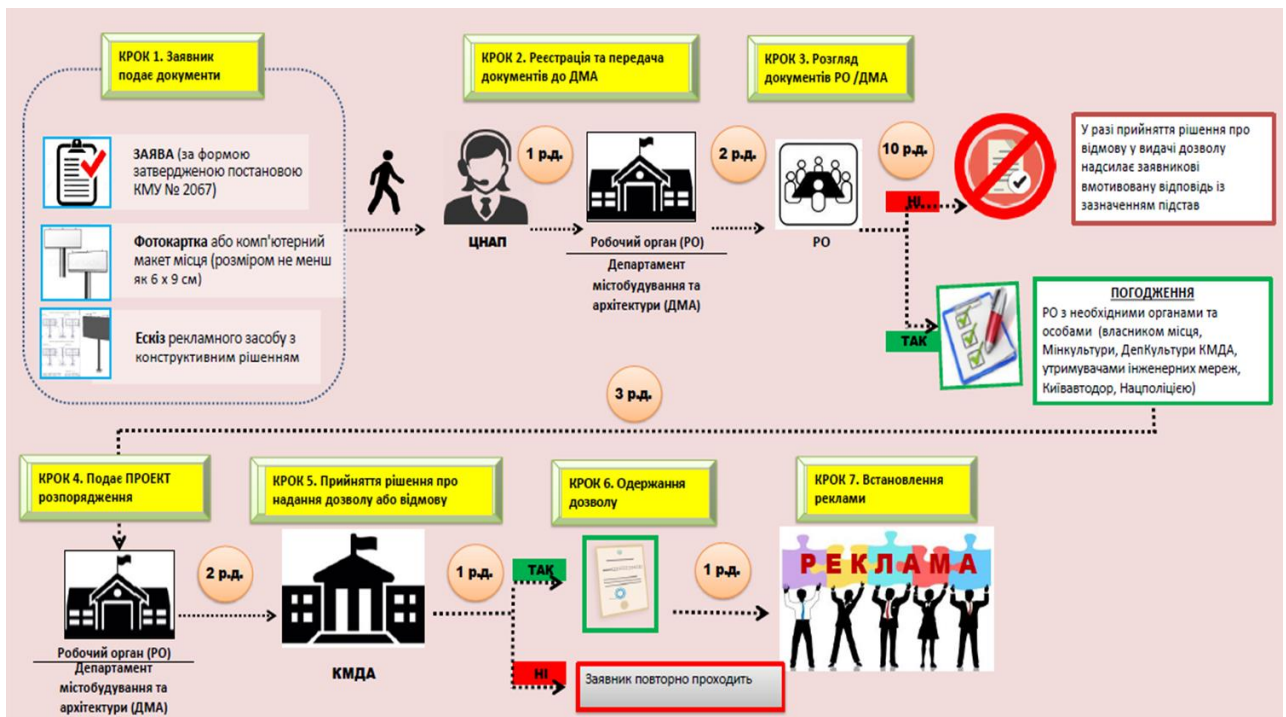 КРОК 1. Заявник
подає документи
КРОК 2. Реєстрація та передача
документів до ДМА
КРОК 3. Розгляд
документів РО /ДМА
ЗАЯВА (за формою
затвердженою постановою
КМУ № 2067)
Фотокартка або комп'ютерний
макет місця (розміром не менш
як 6 х 9 см)
Ескіз рекламного засобу з
конструктивним рішенням
ЦНАП
1 р.д.
Робочий орган (РО)
Департамент
містобудування та
архітектури (ДМА)
2 р.д.
РО
10 р.д.
НІ
У разі прийняття рішення про
відмову у видачі дозволу
надсилає заявникові
вмотивовану відповідь із
зазначенням підстав
ТАК
ПОГОДЖЕННЯ
РО з необхідними органами та
особами (власником місця,
Мінкультури, ДепКультури КМДА,
утримувачами інженерних мереж,
Київавтодор, Нацполіцією)
3 р.д.
КРОК 4. Подає ПРОЕКТ
розпорядження
КРОК 5. Прийняття рішення про
надання дозволу або відмову
КРОК 6. Одержання
дозволу
КРОК 7. Встановлення
реклами
Робочий орган (РО)
Департамент
містобудування та
архітектури (ДМА)
2 р.д.
КМДА
1 р.д.
ТАК
1 р.д.
РЕКЛАМА
НІ
Заявник повторно проходить